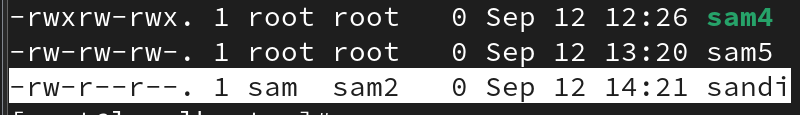 -rwxrw-rwx. 1 root root 0 Sep 12 12:26 sam4
-rw-rw-rw-. 1 root root 0 Sep 12 13:20 sam5
-rw-r--r--. 1 sam sam2 0 Sep 12 14:21 sandi